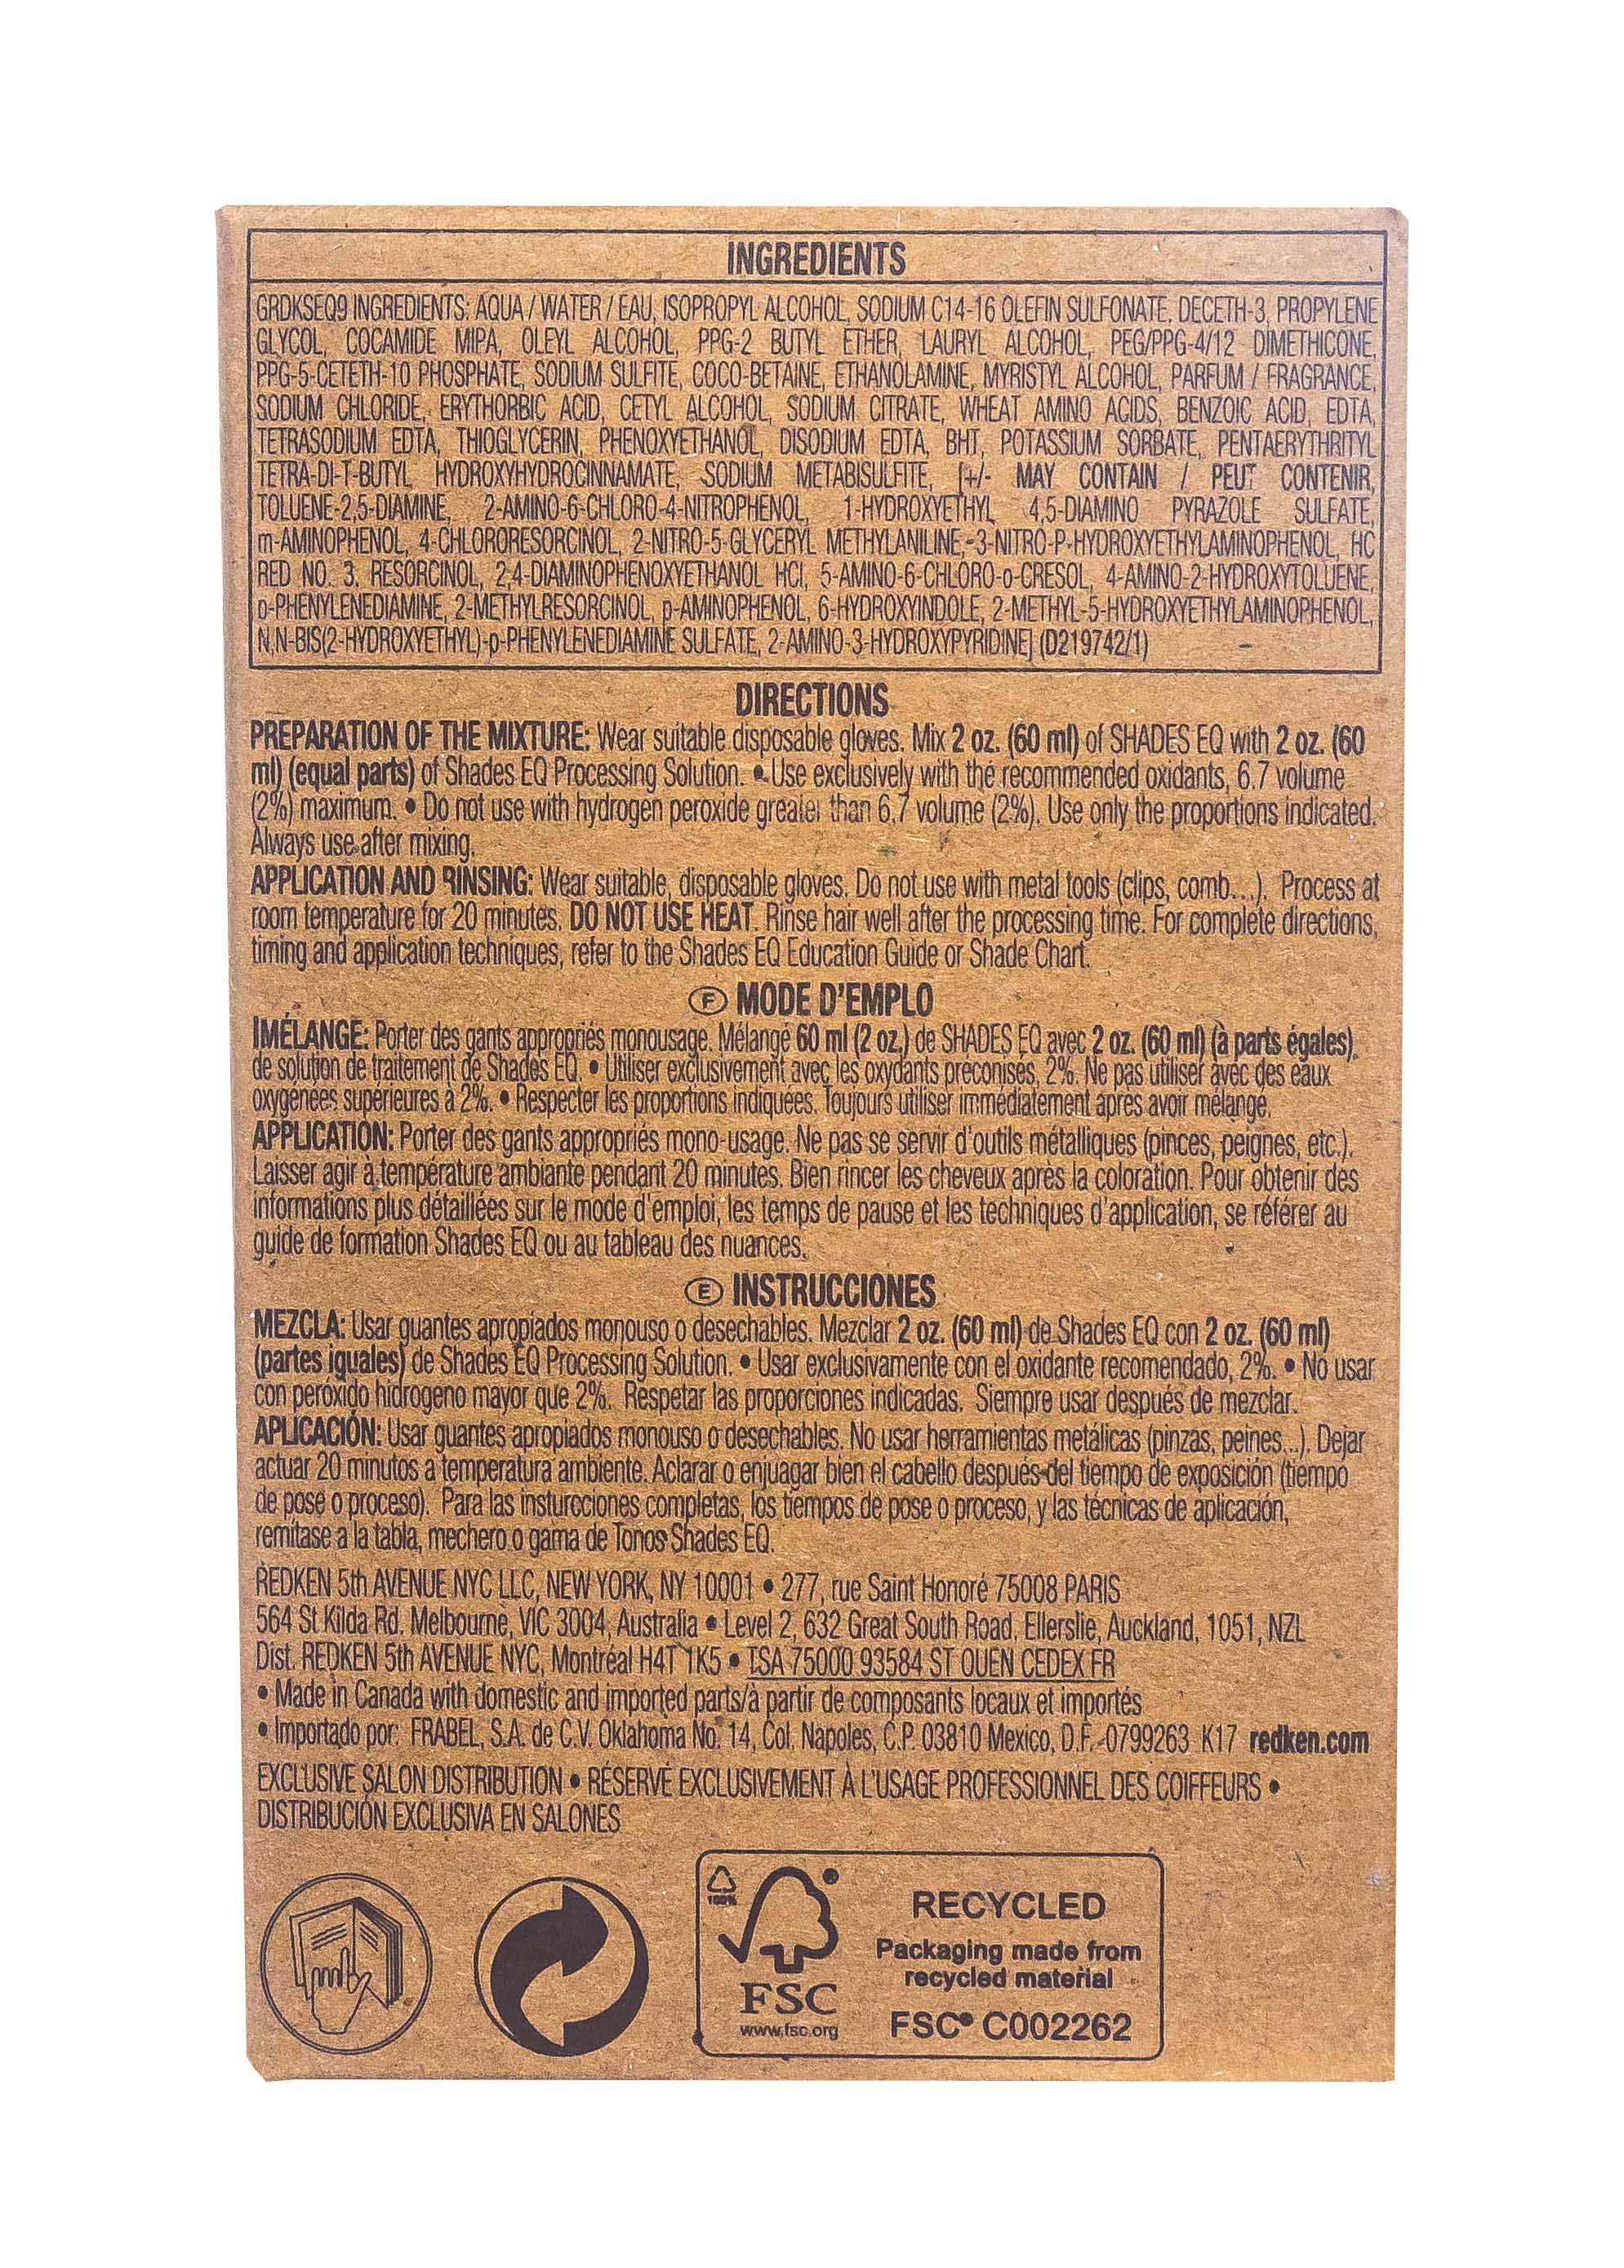 INGREDIENTS
GRDKSEQ9 INGREDIENTS: AQUA / WATER / EAU, ISOPROPYL ALCOHOL, SODIUM C14-16 OLEFIN SULFONATE, DECETH-3, PROPYLENE
GLYCOL, COCAMIDE MIPA, OLEYL ALCOHOL, PPG-2 BUTYL ETHER, LAURYL ALCOHOL, PEG/PPG-4/12 DIMETHICONE,
PPG-5-CETETH-10 PHOSPHATE, SODIUM SULFITE, COCO-BETAINE, ETHANOLAMINE, MYRISTYL ALCOHOL, PARFUM / FRAGRANCE,
SODIUM CHLORIDE, ERYTHORBIC ACID, CETYL ALCOHOL, SODIUM CITRATE, WHEAT AMINO ACIDS, BENZOIC ACID, EDTA,
TETRASODIUM EDTA, THIOGLYCERIN, PHENOXYETHANOL, DISODIUM EDTA, BHT, POTASSIUM SORBATE, PENTAERYTHRITYL
TETRA-DI-T-BUTYL HYDROXYHYDROCINNAMATE, SODIUM METABISULFITE, [+/- MAY CONTAIN / PEUT CONTENIR,
TOLUENE-2,5-DIAMINE, 2-AMINO-6-CHLORO-4-NITROPHENOL, 1-HYDROXYETHYL 4,5-DIAMINO PYRAZOLE SULFATE,
m-AMINOPHENOL, 4-CHLORORESORCINOL, 2-NITRO-5-GLYCERYL METHYLANILINE, 3-NITRO-P-HYDROXYETHYLAMINOPHENOL, HC
RED NO. 3, RESORCINOL, 2,4-DIAMINOPHENOXYETHANOL HCl, 5-AMINO-6-CHLORO-o-CRESOL, 4-AMINO-2-HYDROXYTOLUENE,
p-PHENYLENEDIAMINE, 2-METHYLRESORCINOL, p-AMINOPHENOL, 6-HYDROXYINDOLE, 2-METHYL-5-HYDROXYETHYLAMINOPHENOL,
N,N-BIS(2-HYDROXYETHYL)-p-PHENYLENEDIAMINE SULFATE, 2-AMINO-3-HYDROXYPYRIDINE] (D219742/1)
DIRECTIONS
PREPARATION OF THE MIXTURE: Wear suitable disposable gloves. Mix 2 oz. (60 ml) of SHADES EQ with 2 oz. (60
ml) (equal parts) of Shades EQ Processing Solution. • Use exclusively with the recommended oxidants, 6.7 volume
(2%) maximum. • Do not use with hydrogen peroxide greater than 6.7 volume (2%). Use only the proportions indicated.
Always use after mixing.
APPLICATION AND RINSING: Wear suitable, disposable gloves. Do not use with metal tools (clips, comb...). Process at
room temperature for 20 minutes. DO NOT USE HEAT. Rinse hair well after the processing time. For complete directions,
timing and application techniques, refer to the Shades EQ Education Guide or Shade Chart.
F MODE D'EMPLO
IMÉLANGE: Porter des gants appropriés monousage. Mélangé 60 ml (2 oz.) de SHADES EQ avec 2 oz. (60 ml) (à parts égales)
de solution de traitement de Shades EQ. • Utiliser exclusivement avec les oxydants préconisés, 2%. Ne pas utiliser avec des eaux
oxygénées supérieures à 2%. • Respecter les proportions indiquées. Toujours utiliser immédiatement après avoir mélangé.
APPLICATION: Porter des gants appropriés mono-usage. Ne pas se servir d'outils métalliques (pinces, peignes, etc.).
Laisser agir à température ambiante pendant 20 minutes. Bien rincer les cheveux après la coloration. Pour obtenir des
informations plus détaillées sur le mode d'emploi, les temps de pause et les techniques d'application, se référer au
guide de formation Shades EQ ou au tableau des nuances.
E INSTRUCCIONES
MEZCLA: Usar guantes apropiados monouso o desechables. Mezclar 2 oz. (60 ml) de Shades EQ con 2 oz. (60 ml)
(partes iguales) de Shades EQ Processing Solution. • Usar exclusivamente con el oxidante recomendado, 2%. • No usar
con peróxido hidrogeno mayor que 2%. Respetar las proporciones indicadas. Siempre usar después de mezclar.
APLICACIÓN: Usar guantes apropiados monouso o desechables. No usar herramientas metálicas (pinzas, peines...). Dejar
actuar 20 minutos a temperatura ambiente. Aclarar o enjuagar bien el cabello después del tiempo de exposición (tiempo
de pose o proceso). Para las insturcciones completas, los tiempos de pose o proceso, y las técnicas de aplicación,
remitase a la tabla, mechero o gama de Tonos Shades EQ.
REDKEN 5th AVENUE NYC LLC, NEW YORK, NY 10001 • 277, rue Saint Honoré 75008 PARIS
564 St Kilda Rd. Melbourne, VIC 3004, Australia • Level 2, 632 Great South Road, Ellerslie, Auckland, 1051, NZL
Dist. REDKEN 5th AVENUE NYC, Montréal H4T 1K5 • TSA 75000 93584 ST OUEN CEDEX FR
• Made in Canada with domestic and imported parts/à partir de composants locaux et importés
• Importado por: FRABEL, S.A. de C.V. Oklahoma No. 14, Col. Napoles, C.P. 03810 Mexico, D.F. 0799263 K17 redken.com
EXCLUSIVE SALON DISTRIBUTION • RÉSERVÉ EXCLUSIVEMENT À L'USAGE PROFESSIONNEL DES COIFFEURS •
DISTRIBUCIÓN EXCLUSIVA EN SALONES
100%
RECYCLED
Packaging made from
recycled material
FSC
www.fsc.org
FSC® C002262